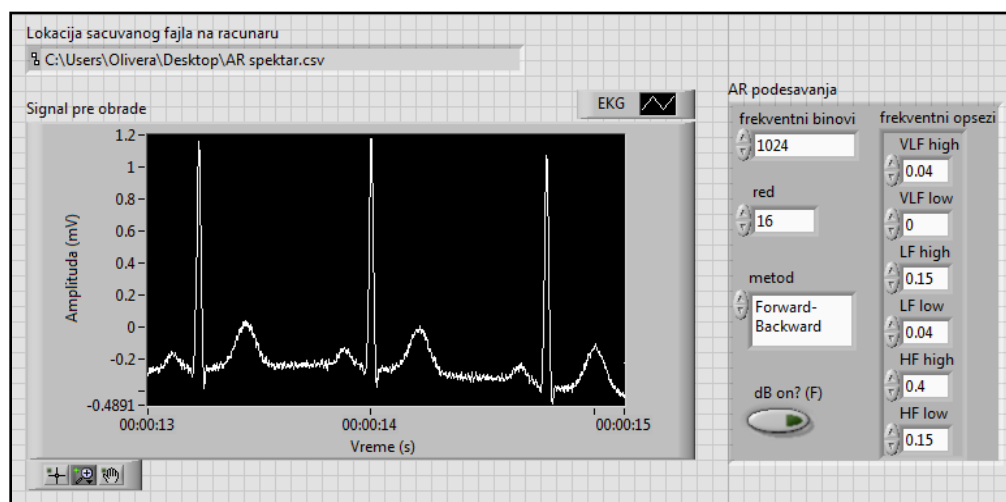 Lokacija sacuvanog fajla na racunaru
C:\Users\Olivera\Desktop\AR spektar.csv
Signal pre obrade
EKG
Amplituda (mV)
1.2
1
0.8
0.6
0.4
0.2
0
-0.2
-0.4891
00:00:13
00:00:14
00:00:15
Vreme (s)
AR podesavanja
frekventni binovi
1024
red
16
metod
Forward-
Backward
dB on? (F)
frekventni opsezi
VLF high
0.04
VLF low
0
LF high
0.15
LF low
0.04
HF high
0.4
HF low
0.15